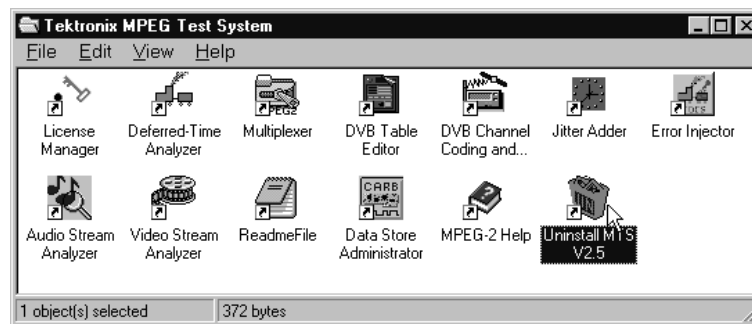 Tektronix MPEG Test System
File Edit View Help
License Manager
Deferred-Time Analyzer
Multiplexer
DVB Table Editor
DVB Channel Coding and...
Jitter Adder
Error Injector
Audio Stream Analyzer
Video Stream Analyzer
ReadmeFile
Data Store Administrator
MPEG-2 Help
Uninstall MTS V2.5
1 object(s) selected
372 bytes